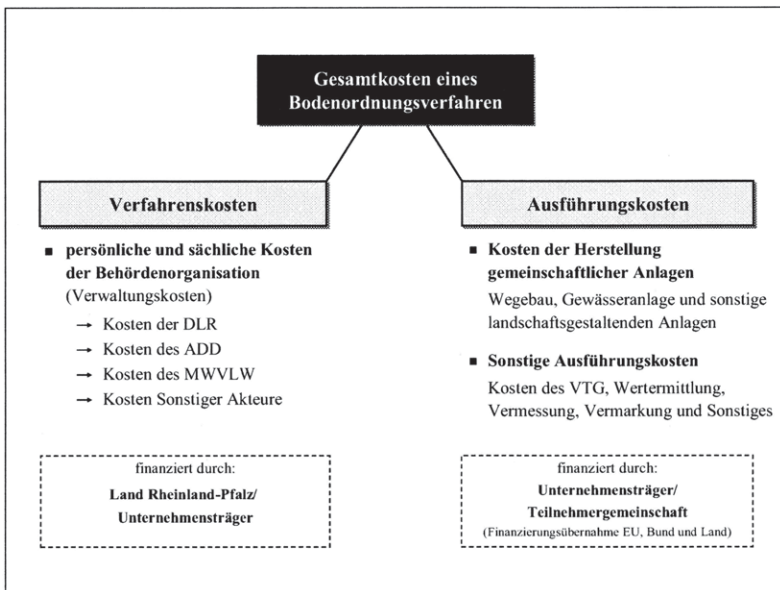 Gesamtkosten eines
Bodenordnungsverfahren
Verfahrenskosten
■ persönliche und sächliche Kosten
der Behördenorganisation
(Verwaltungskosten)
→ Kosten der DLR
→ Kosten des ADD
→ Kosten des MWVLW
→ Kosten Sonstiger Akteure
finanziert durch:
Land Rheinland-Pfalz/
Unternehmensträger
Ausführungskosten
■ Kosten der Herstellung
gemeinschaftlicher Anlagen
Wegebau, Gewässeranlage und sonstige
landschaftsgestaltenden Anlagen
■ Sonstige Ausführungskosten
Kosten des VTG, Wertermittlung,
Vermessung, Vermarkung und Sonstiges
finanziert durch:
Unternehmensträger/
Teilnehmergemeinschaft
(Finanzierungsübernahme EU, Bund und Land)